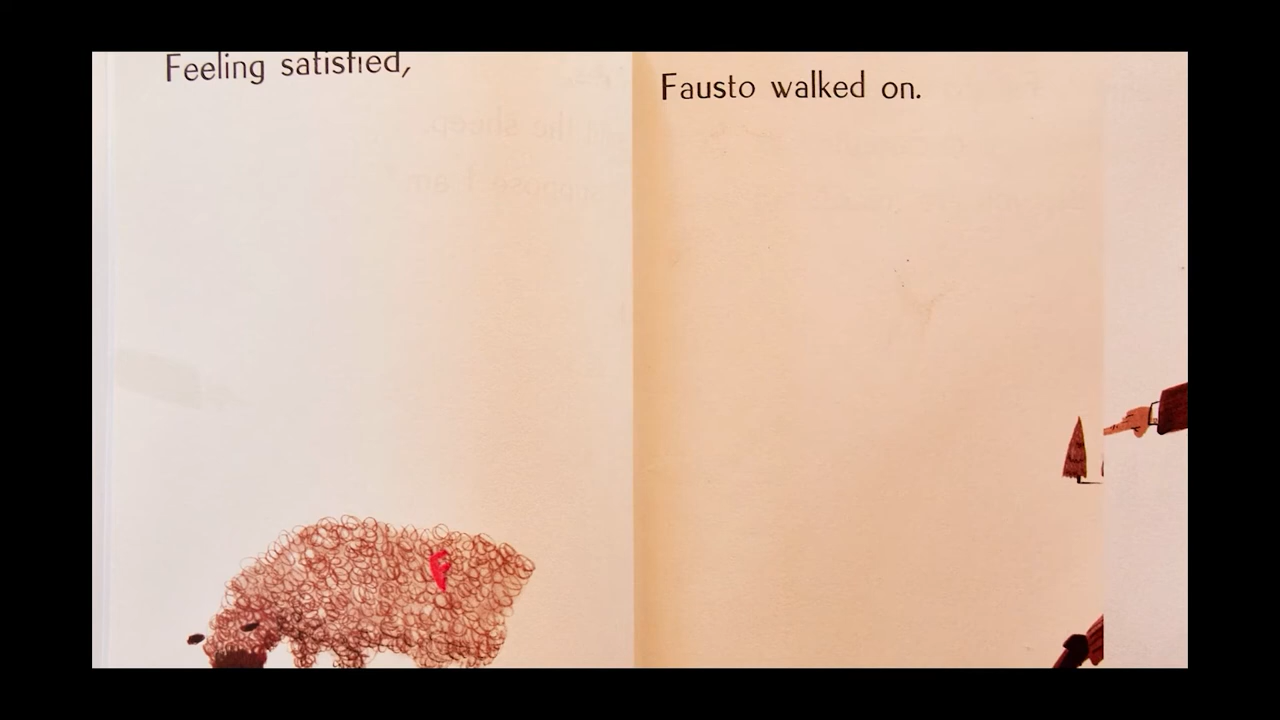 Feeling satisfied,
Fausto walked on.
F